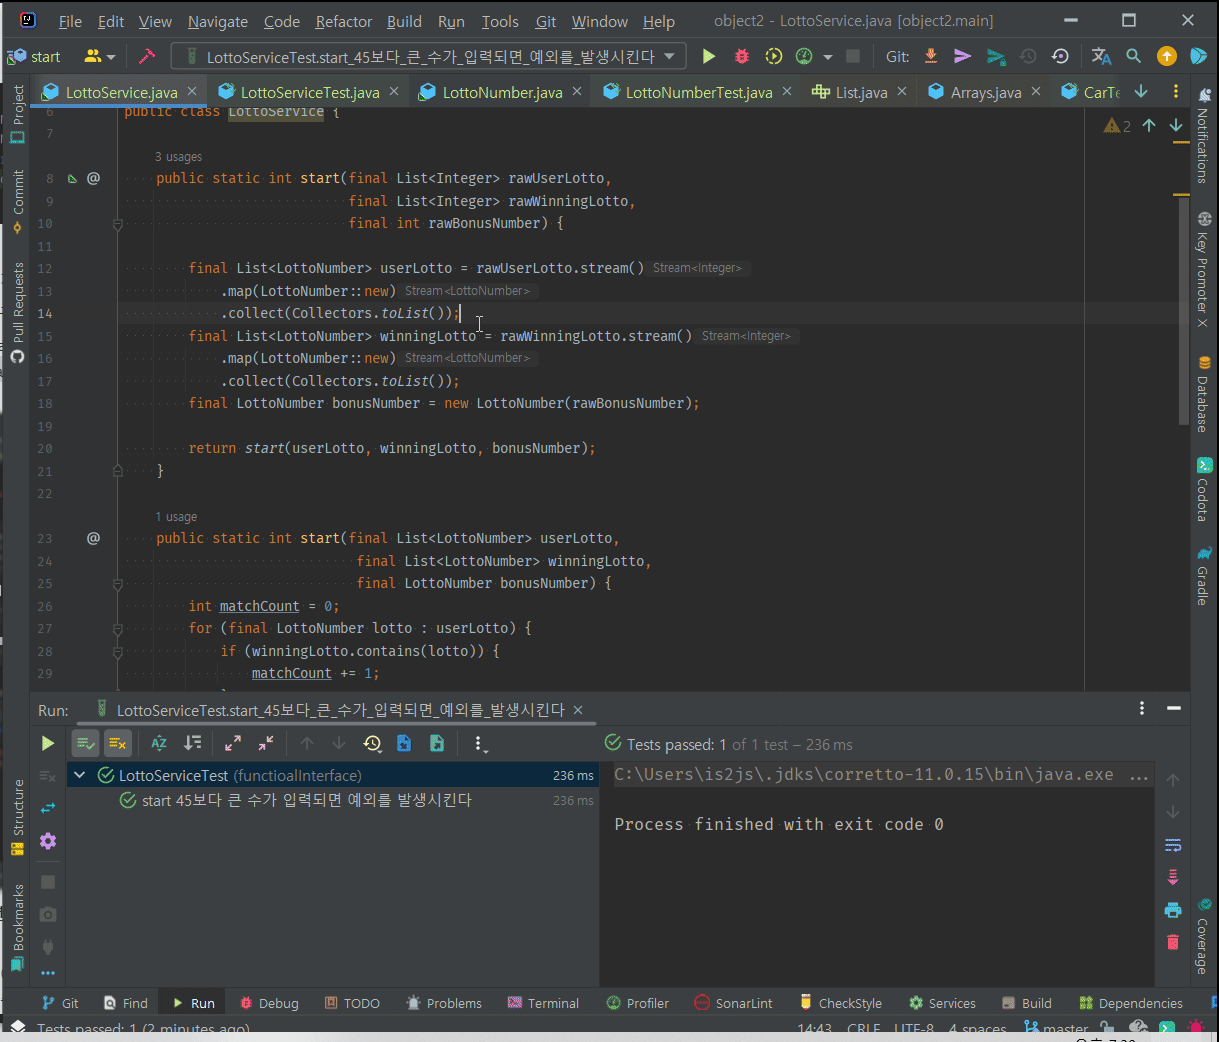 File Edit View Navigate Code Refactor Build Run Tools Git Window Help object2 - LottoService.java [object2.main]
start LottoServiceTest.start_45보다_큰_수가_입력되면_예외를_발생시킨다 Git:
LottoService.java LottoServiceTest.java LottoNumber.java LottoNumberTest.java List.java Arrays.java CarTe
6 public class LottoService {
2
7
3 usages
8 @ public static int start(final List<Integer> rawUserLotto,
9 final List<Integer> rawWinningLotto,
10 final int rawBonusNumber) {
11
12 final List<LottoNumber> userLotto = rawUserLotto.stream() Stream<Integer>
13 .map(LottoNumber::new) Stream<LottoNumber>
14 .collect(Collectors.toList());
15 final List<LottoNumber> winningLotto = rawWinningLotto.stream() Stream<Integer>
16 .map(LottoNumber::new) Stream<LottoNumber>
17 .collect(Collectors.toList());
18 final LottoNumber bonusNumber = new LottoNumber(rawBonusNumber);
19
20 return start(userLotto, winningLotto, bonusNumber);
21 }
22
1 usage
23 @ public static int start(final List<LottoNumber> userLotto,
24 final List<LottoNumber> winningLotto,
25 final LottoNumber bonusNumber) {
26 int matchCount = 0;
27 for (final LottoNumber lotto : userLotto) {
28 if (winningLotto.contains(lotto)) {
29 matchCount += 1;
Project
Commit
Pull Requests
Structure
Bookmarks
Notifications
Key Promoter X
Database
Codota
Gradle
Coverage
Run: LottoServiceTest.start_45보다_큰_수가_입력되면_예외를_발생시킨다
Tests passed: 1 of 1 test – 236 ms
LottoServiceTest (functioalInterface) 236 ms
start 45보다 큰 수가 입력되면 예외를 발생시킨다 236 ms
C:\Users\is2js\.jdks\corretto-11.0.15\bin\java.exe ...
Process finished with exit code 0
Git Find Run Debug TODO Problems Terminal Profiler SonarLint CheckStyle Services Build Dependencies
Tests passed: 1 (2 minutes ago) 14:43 CRLF UTF-8 4 spaces master